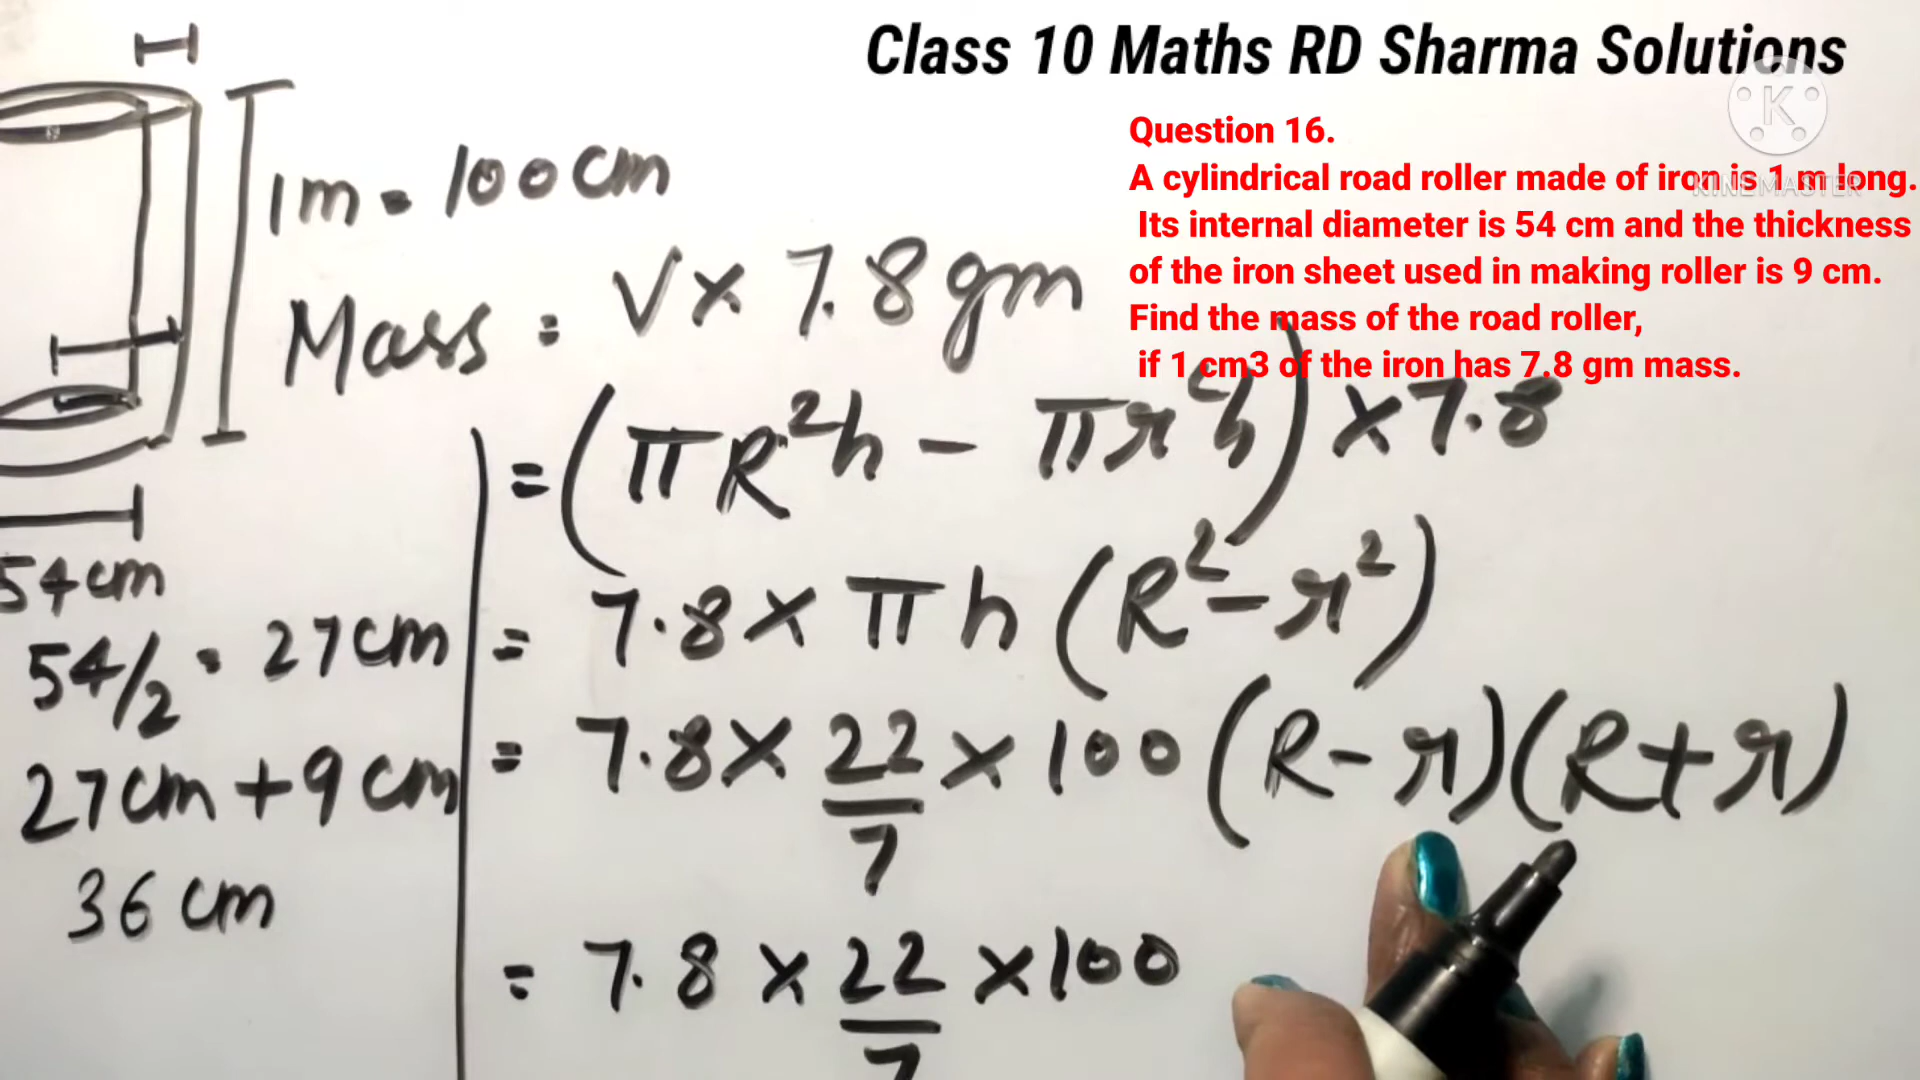 Class 10 Maths RD Sharma Solutions
Question 16.
A cylindrical road roller made of iron is 1 m long.
Its internal diameter is 54 cm and the thickness
of the iron sheet used in making roller is 9 cm.
Find the mass of the road roller,
if 1 cm3 of the iron has 7.8 gm mass.
K
KINEMASTER
1m = 100cm
Mass = V × 7.8 gm
= (πR²h - πr²h) × 7.8
= 7.8 × πh (R² - r²)
= 7.8 × 22/7 × 100 (R - r)(R + r)
= 7.8 × 22/7 × 100
54cm
54/2 = 27cm
27cm + 9cm
36 cm